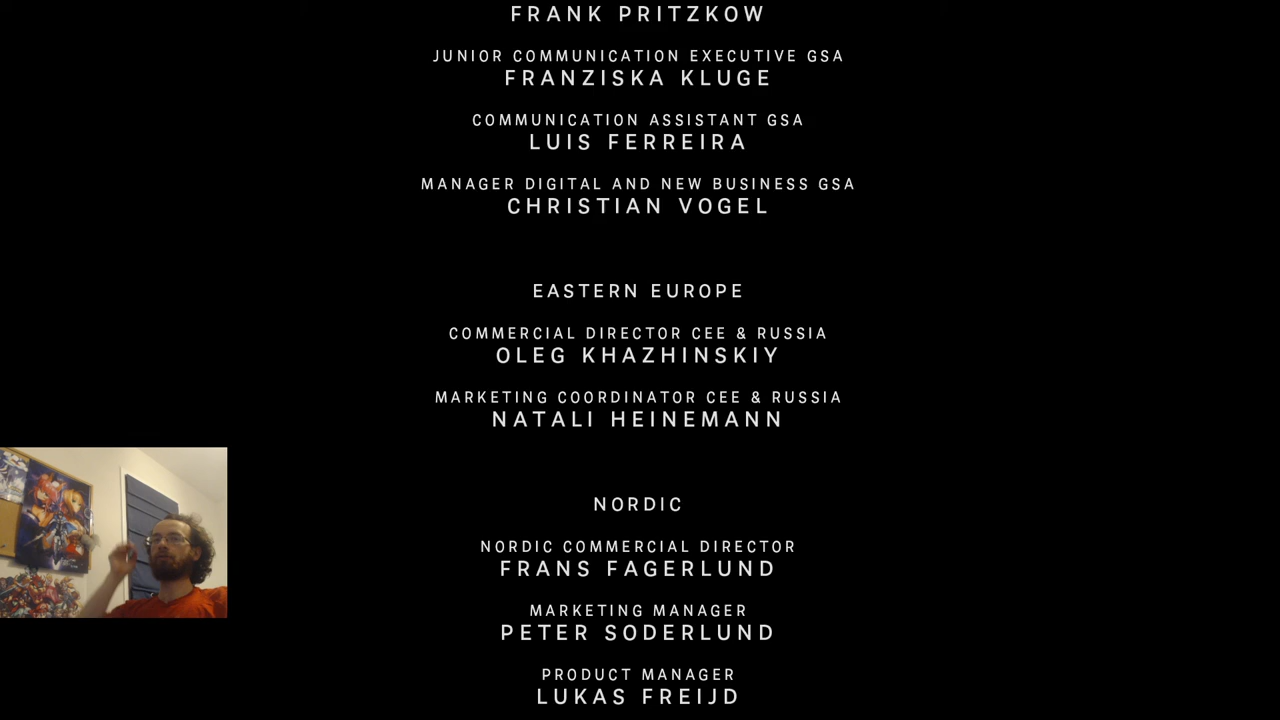 FRANK PRITZKOW
JUNIOR COMMUNICATION EXECUTIVE GSA
FRANZISKA KLUGE
COMMUNICATION ASSISTANT GSA
LUIS FERREIRA
MANAGER DIGITAL AND NEW BUSINESS GSA
CHRISTIAN VOGEL
EASTERN EUROPE
COMMERCIAL DIRECTOR CEE & RUSSIA
OLEG KHAZHINSKIY
MARKETING COORDINATOR CEE & RUSSIA
NATALI HEINEMANN
NORDIC
NORDIC COMMERCIAL DIRECTOR
FRANS FAGERLUND
MARKETING MANAGER
PETER SODERLUND
PRODUCT MANAGER
LUKAS FREIJD